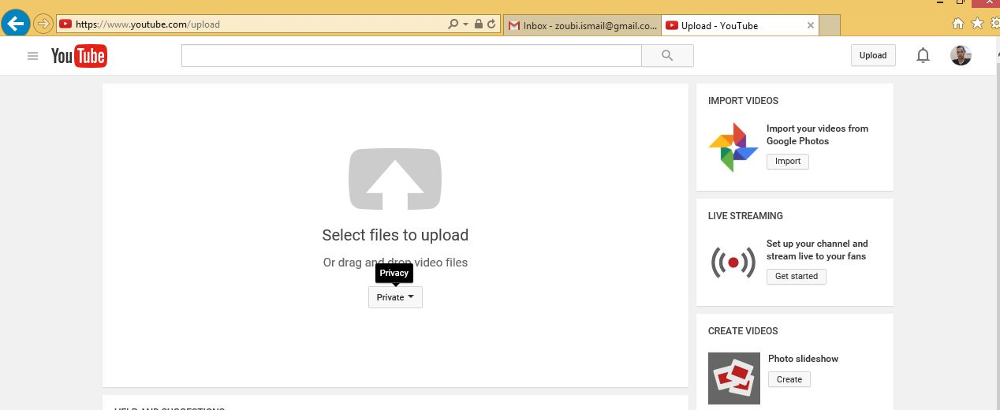 https://www.youtube.com/upload
Inbox - zoubi.ismail@gmail.co...
Upload - YouTube
YouTube
Upload
Select files to upload
Or drag and drop video files
Privacy
Private
IMPORT VIDEOS
Import your videos from
Google Photos
Import
LIVE STREAMING
Set up your channel and
stream live to your fans
Get started
CREATE VIDEOS
Photo slideshow
Create
HELP AND SUGGESTIONS